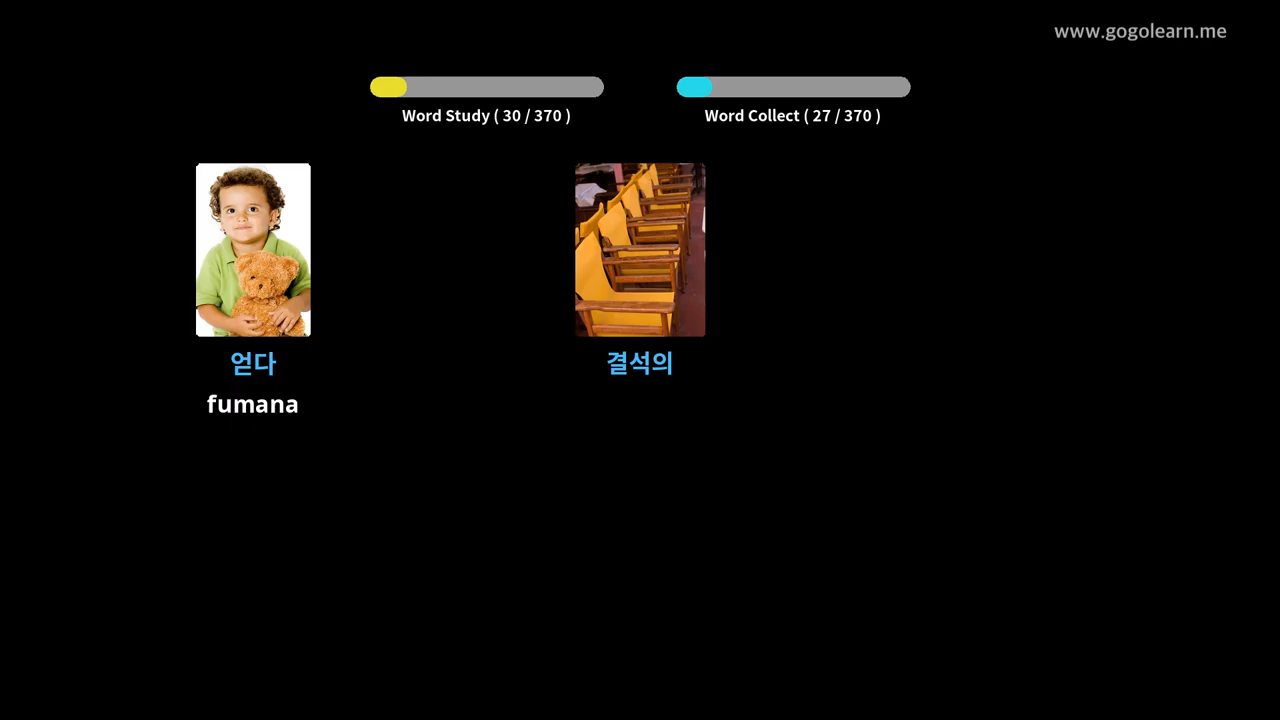 www.gogolearn.me
Word Study ( 30 / 370 )
Word Collect ( 27 / 370 )
얻다
결석의
fumana